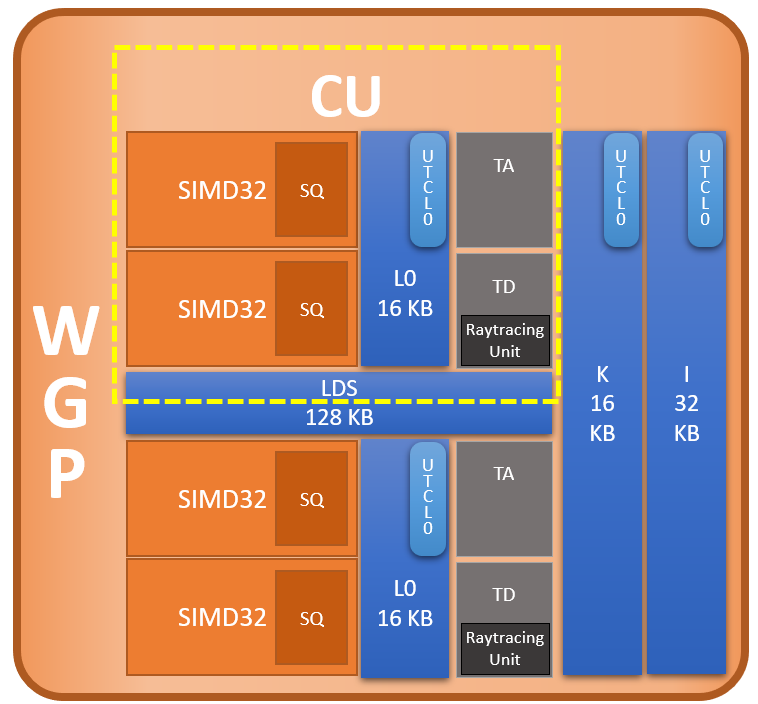 WGP
CU
SIMD32
SQ
L0
16 KB
UTCL0
TA
SIMD32
SQ
TD
Raytracing
Unit
LDS
128 KB
SIMD32
SQ
L0
16 KB
UTCL0
TA
SIMD32
SQ
TD
Raytracing
Unit
UTCL0
K
16
KB
UTCL0
I
32
KB